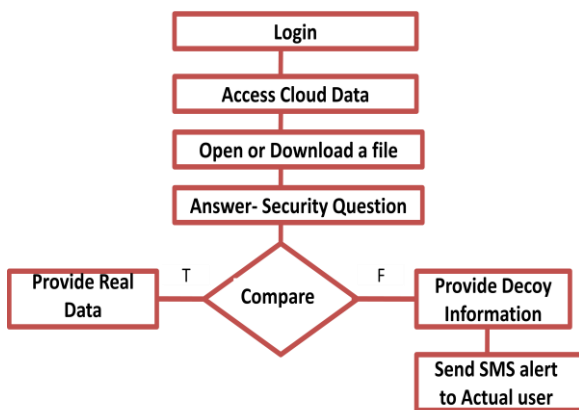 Login
Access Cloud Data
Open or Download a file
Answer- Security Question
T
F
Provide Real
Data
Compare
Provide Decoy
Information
Send SMS alert
to Actual user